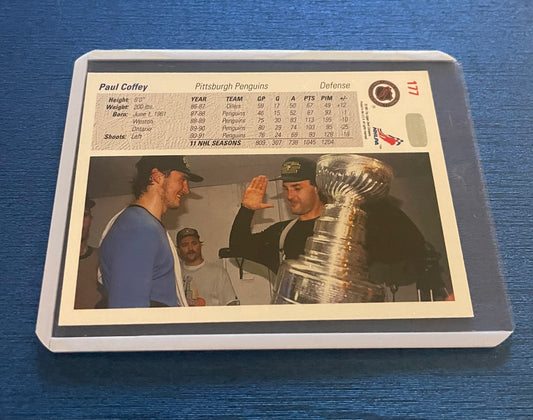 Paul Coffey
Pittsburgh Penguins
Defense
177
Height: 6'0"
Weight: 200 lbs.
Born: June 1, 1961
Weston,
Ontario
Shoots: Left
YEAR TEAM GP G A PTS PIM +/-
86-87 Oilers 59 17 50 67 49 +12
87-88 Penguins 46 15 52 67 93 -1
88-89 Penguins 75 30 83 113 195 -10
89-90 Penguins 80 29 74 103 95 -25
90-91 Penguins 76 24 69 93 128 -18
11 NHL SEASONS 809 307 738 1045 1204